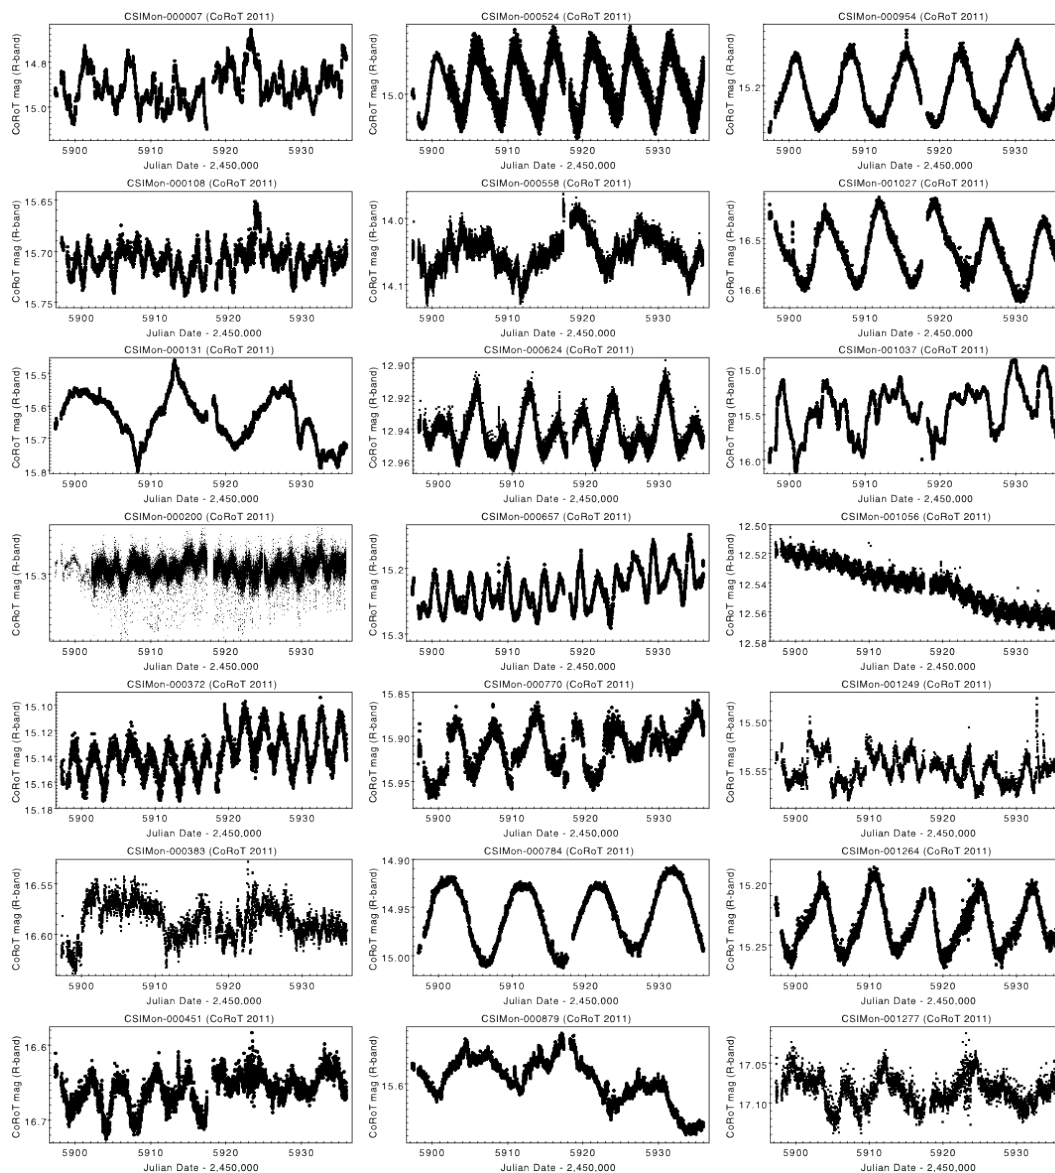 CSIMon-000007 (CoRoT 2011)
CoRoT mag (R-band)
14.8
15.0
5900 5910 5920 5930
Julian Date - 2,450,000
CSIMon-000524 (CoRoT 2011)
CoRoT mag (R-band)
15.0
5900 5910 5920 5930
Julian Date - 2,450,000
CSIMon-000954 (CoRoT 2011)
CoRoT mag (R-band)
15.2
5900 5910 5920 5930
Julian Date - 2,450,000
CSIMon-000108 (CoRoT 2011)
CoRoT mag (R-band)
15.65
15.70
15.75
5900 5910 5920 5930
Julian Date - 2,450,000
CSIMon-000558 (CoRoT 2011)
CoRoT mag (R-band)
14.0
14.1
5900 5910 5920 5930
Julian Date - 2,450,000
CSIMon-001027 (CoRoT 2011)
CoRoT mag (R-band)
16.5
16.6
5900 5910 5920 5930
Julian Date - 2,450,000
CSIMon-000131 (CoRoT 2011)
CoRoT mag (R-band)
15.5
15.6
15.7
15.8
5900 5910 5920 5930
Julian Date - 2,450,000
CSIMon-000624 (CoRoT 2011)
CoRoT mag (R-band)
12.90
12.92
12.94
12.96
5900 5910 5920 5930
Julian Date - 2,450,000
CSIMon-001037 (CoRoT 2011)
CoRoT mag (R-band)
15.0
15.5
16.0
5900 5910 5920 5930
Julian Date - 2,450,000
CSIMon-000200 (CoRoT 2011)
CoRoT mag (R-band)
15.3
5900 5910 5920 5930
Julian Date - 2,450,000
CSIMon-000657 (CoRoT 2011)
CoRoT mag (R-band)
15.2
15.3
5900 5910 5920 5930
Julian Date - 2,450,000
CSIMon-001056 (CoRoT 2011)
CoRoT mag (R-band)
12.50
12.52
12.54
12.56
12.58
5900 5910 5920 5930
Julian Date - 2,450,000
CSIMon-000372 (CoRoT 2011)
CoRoT mag (R-band)
15.10
15.12
15.14
15.16
15.18
5900 5910 5920 5930
Julian Date - 2,450,000
CSIMon-000770 (CoRoT 2011)
CoRoT mag (R-band)
15.85
15.90
15.95
5900 5910 5920 5930
Julian Date - 2,450,000
CSIMon-001249 (CoRoT 2011)
CoRoT mag (R-band)
15.50
15.55
5900 5910 5920 5930
Julian Date - 2,450,000
CSIMon-000383 (CoRoT 2011)
CoRoT mag (R-band)
16.55
16.60
5900 5910 5920 5930
Julian Date - 2,450,000
CSIMon-000784 (CoRoT 2011)
CoRoT mag (R-band)
14.90
14.95
15.00
5900 5910 5920 5930
Julian Date - 2,450,000
CSIMon-001264 (CoRoT 2011)
CoRoT mag (R-band)
15.20
15.25
5900 5910 5920 5930
Julian Date - 2,450,000
CSIMon-000451 (CoRoT 2011)
CoRoT mag (R-band)
16.6
16.7
5900 5910 5920 5930
Julian Date - 2,450,000
CSIMon-000879 (CoRoT 2011)
CoRoT mag (R-band)
15.6
5900 5910 5920 5930
Julian Date - 2,450,000
CSIMon-001277 (CoRoT 2011)
CoRoT mag (R-band)
17.05
17.10
5900 5910 5920 5930
Julian Date - 2,450,000